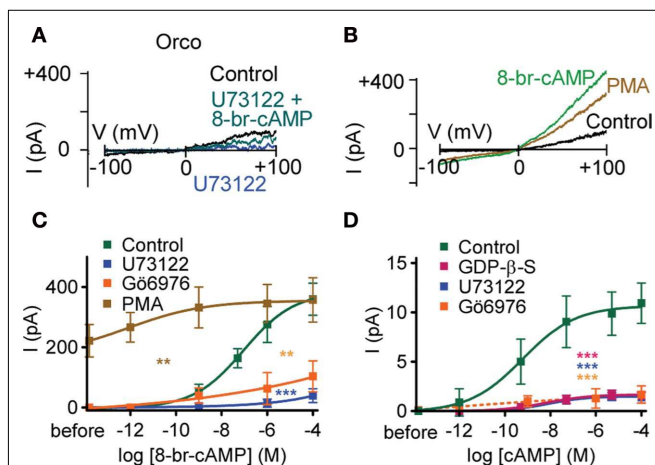 A
Orco
+400
I (pA)
0
V (mV)
-100
0
+100
Control
U73122 +
8-br-cAMP
U73122
B
+400
I (pA)
0
V (mV)
-100
0
+100
8-br-cAMP
PMA
Control
C
Control
U73122
Gö6976
PMA
400
200
0
I (pA)
**
**
***
before
-12
-10
-8
-6
-4
log [8-br-cAMP] (M)
D
Control
GDP-β-S
U73122
Gö6976
15
10
5
0
I (pA)
***
***
***
before
-12
-10
-8
-6
-4
log [cAMP] (M)